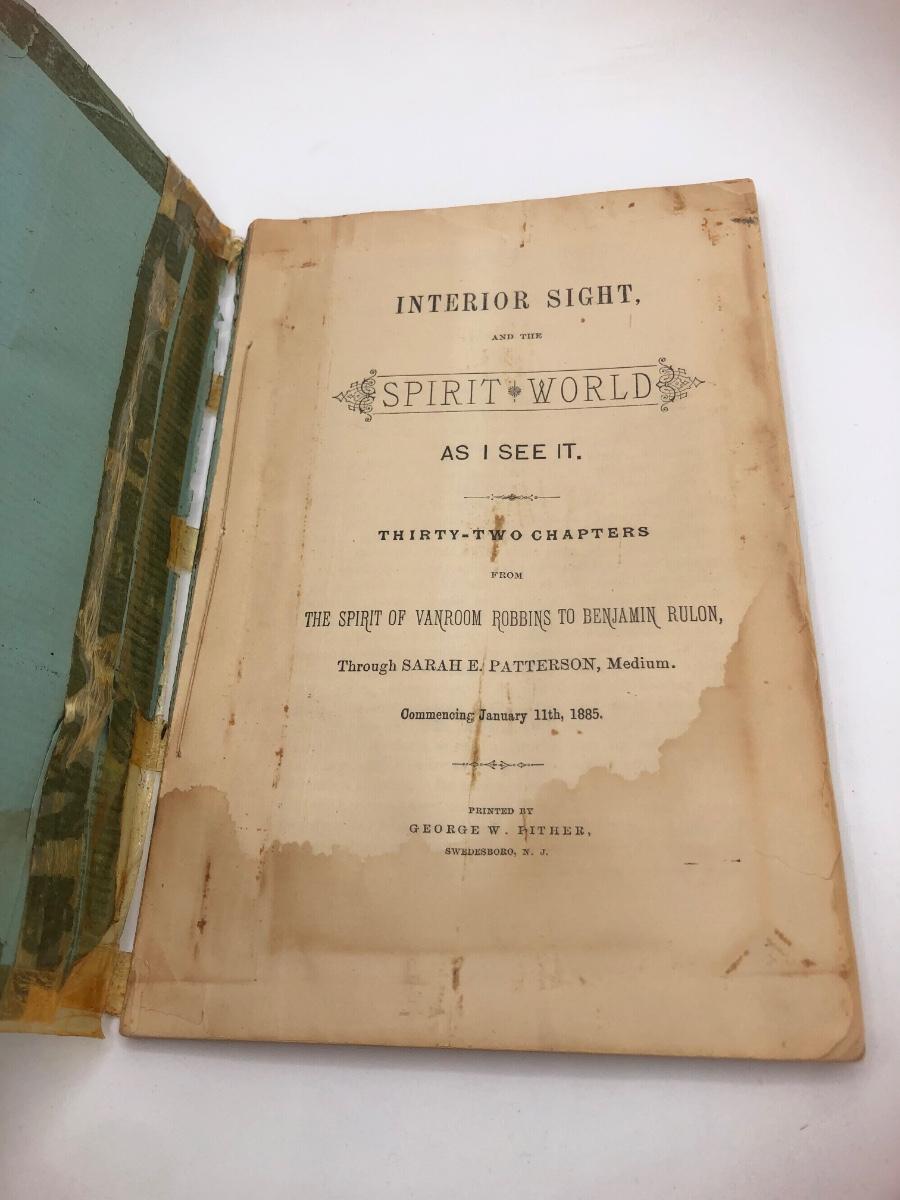 INTERIOR SIGHT,
AND THE
SPIRIT WORLD
AS I SEE IT.
THIRTY-TWO CHAPTERS
FROM
THE SPIRIT OF VANROOM ROBBINS TO BENJAMIN RULON,
Through SARAH E. PATTERSON, Medium.
Commencing January 11th, 1885.
PRINTED BY
GEORGE W. PITHER,
SWEDESBORO, N. J.